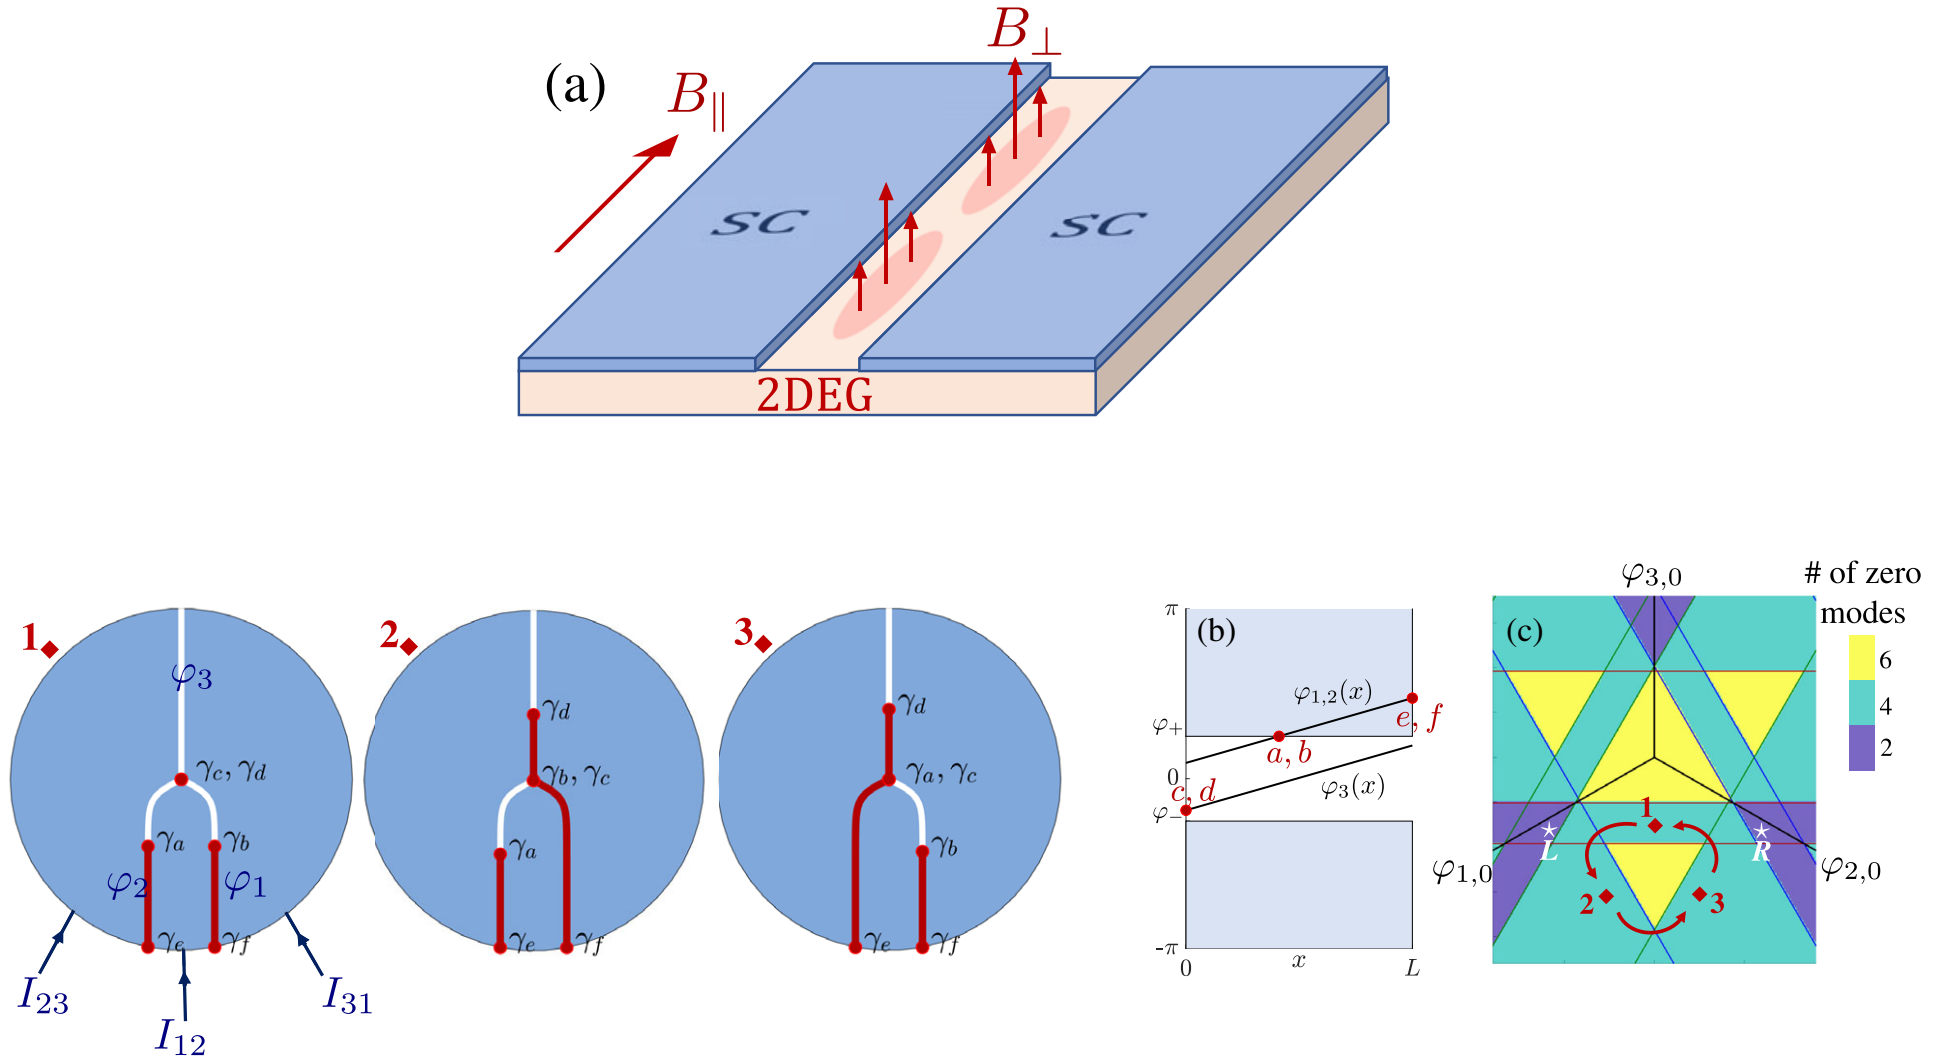 (a)
B∥
B⊥
SC
SC
2DEG
1
φ3
γc, γd
γa
γb
φ2
φ1
γe
γf
I23
I12
I31
2
γd
γb, γc
γa
γe
γf
3
γd
γa, γc
γb
γe
γf
(b)
π
φ+
0
φ−
-π
φ1,2(x)
e, f
a, b
c, d
φ3(x)
0
x
L
(c)
φ3,0
φ1,0
φ2,0
L
R
1
2
3
# of zero
modes
6
4
2